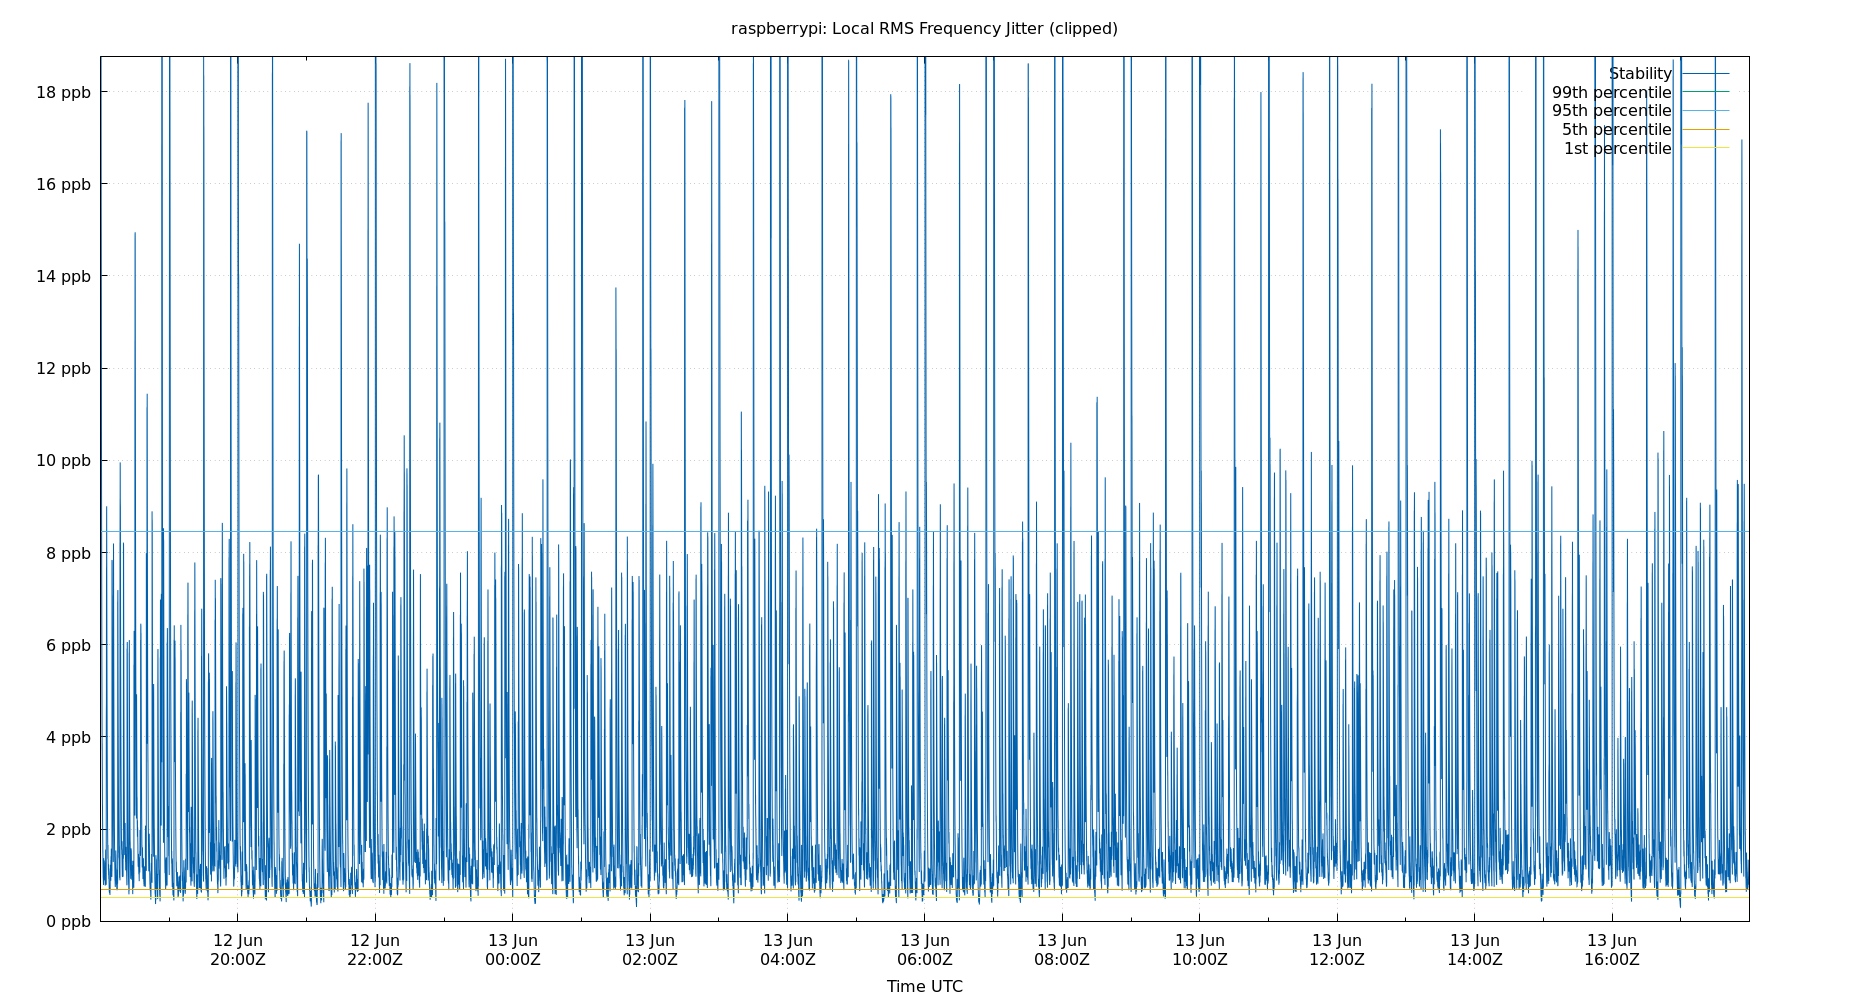 raspberrypi: Local RMS Frequency Jitter (clipped)
18 ppb
16 ppb
14 ppb
12 ppb
10 ppb
8 ppb
6 ppb
4 ppb
2 ppb
0 ppb
Stability
99th percentile
95th percentile
5th percentile
1st percentile
12 Jun
20:00Z
12 Jun
22:00Z
13 Jun
00:00Z
13 Jun
02:00Z
13 Jun
04:00Z
13 Jun
06:00Z
13 Jun
08:00Z
13 Jun
10:00Z
13 Jun
12:00Z
13 Jun
14:00Z
13 Jun
16:00Z
Time UTC